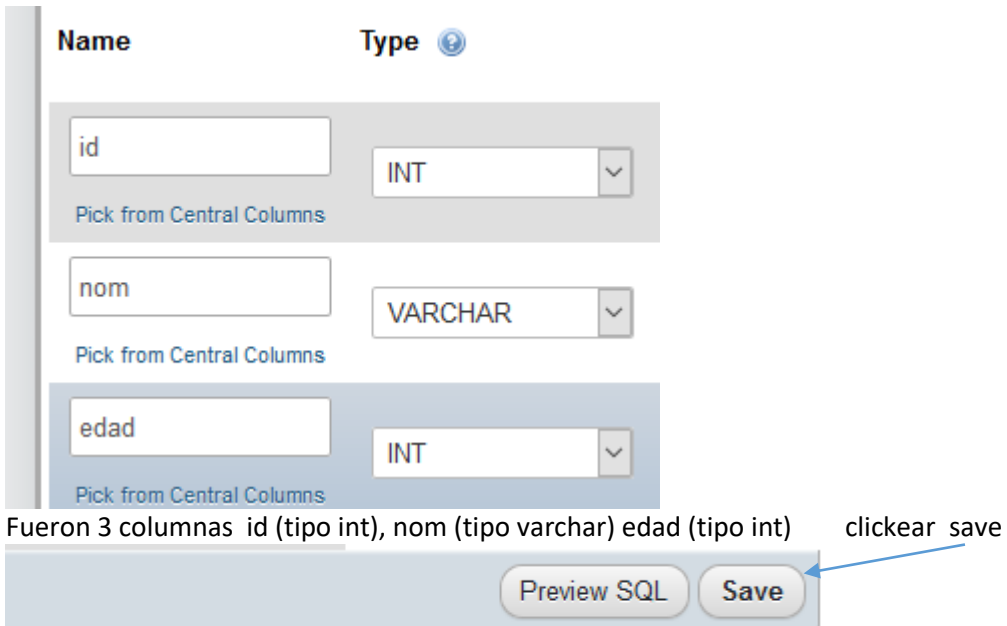 Name Type
id
INT
Pick from Central Columns
nom
VARCHAR
Pick from Central Columns
edad
INT
Pick from Central Columns
Fueron 3 columnas id (tipo int), nom (tipo varchar) edad (tipo int) clickear save
Preview SQL Save